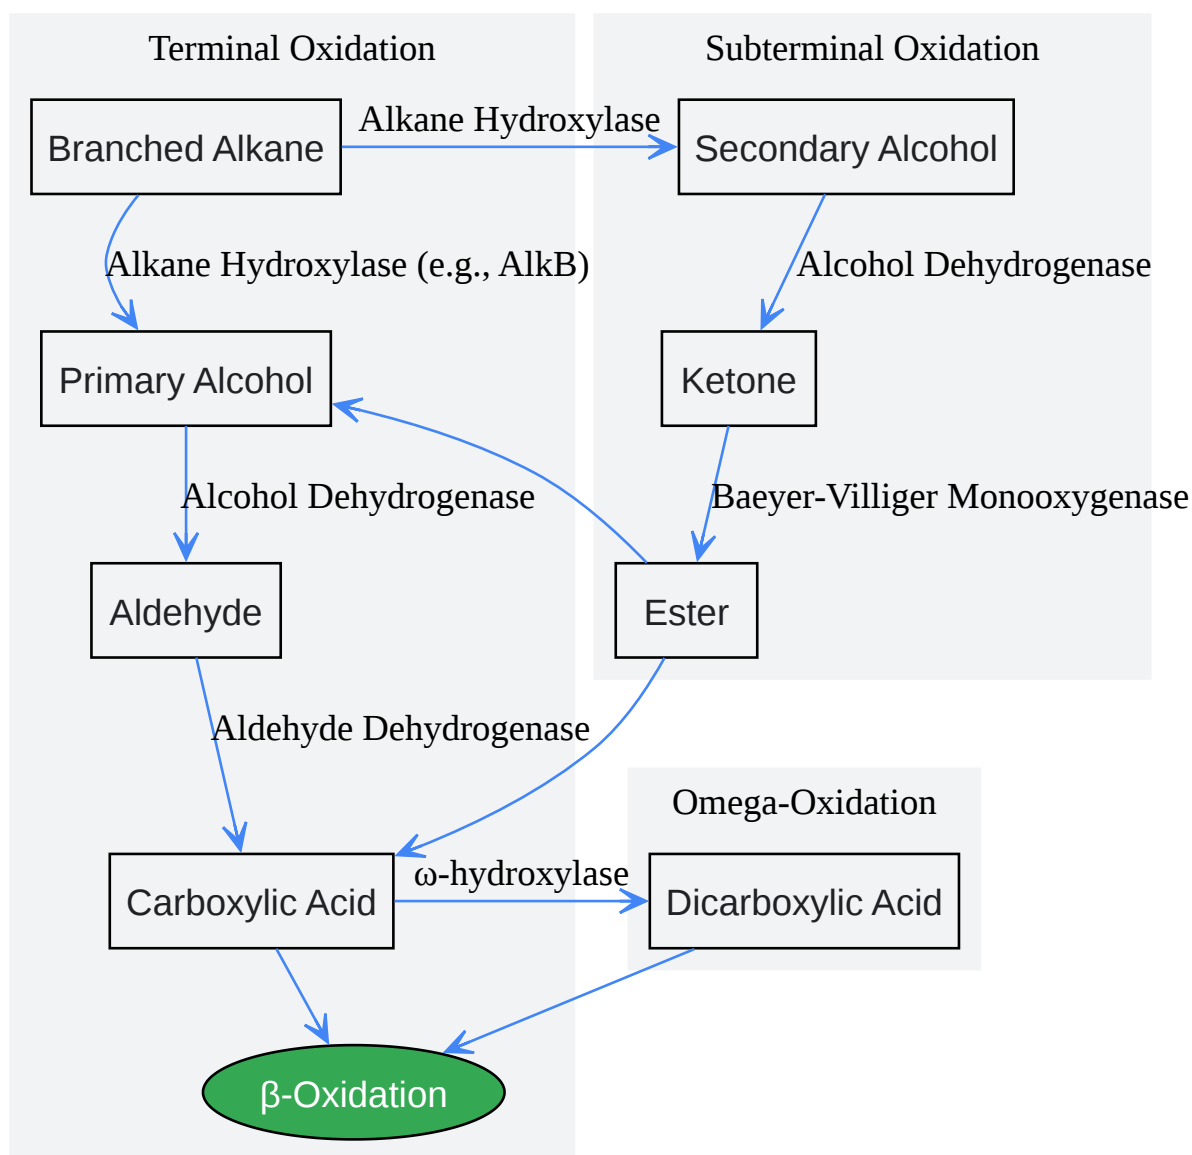 Terminal Oxidation
Subterminal Oxidation
Branched Alkane
Alkane Hydroxylase
Secondary Alcohol
Alkane Hydroxylase (e.g., AlkB)
Alcohol Dehydrogenase
Primary Alcohol
Ketone
Alcohol Dehydrogenase
Baeyer-Villiger Monooxygenase
Aldehyde
Ester
Aldehyde Dehydrogenase
Omega-Oxidation
Carboxylic Acid
ω-hydroxylase
Dicarboxylic Acid
β-Oxidation